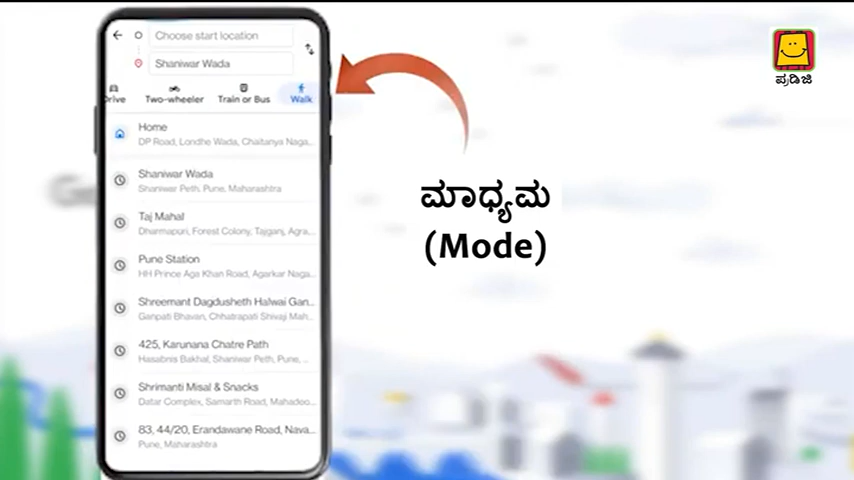 Choose start location
Shaniwar Wada
Drive
Two-wheeler
Train or Bus
Walk
Home
DP Road, Londhe Wada, Chaitanya Naga...
Shaniwar Wada
Shaniwar Peth, Pune, Maharashtra
Taj Mahal
Dharmapuri, Forest Colony, Tajganj, Agra,...
Pune Station
HH Prince Aga Khan Road, Agarkar Naga...
Shreemant Dagdusheth Halwai Gan...
Ganpati Bhavan, Chhatrapati Shivaji Mah...
425, Karunana Chatre Path
Hasabnis Bakhal, Shaniwar Peth, Pune, ...
Shrimanti Misal & Snacks
Datar Complex, Samarth Road, Mahadeo...
83, 44/20, Erandawane Road, Nava...
Pune, Maharashtra
ಮಾಧ್ಯಮ
(Mode)
ಪ್ರಡಿಜಿ